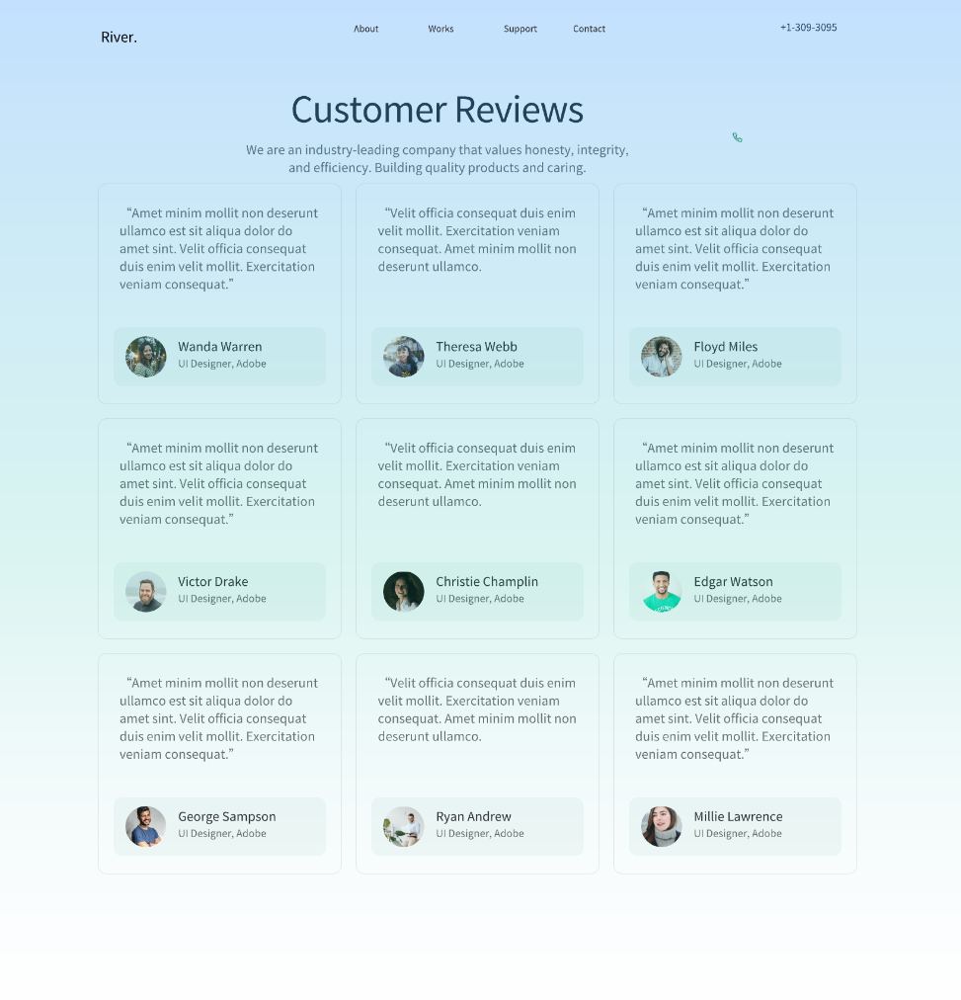 River.
About
Works
Support
Contact
+1-309-3095
Customer Reviews
We are an industry-leading company that values honesty, integrity,
and efficiency. Building quality products and caring.
“Amet minim mollit non deserunt
ullamco est sit aliqua dolor do
amet sint. Velit officia consequat
duis enim velit mollit. Exercitation
veniam consequat.”
Wanda Warren
UI Designer, Adobe
“Velit officia consequat duis enim
velit mollit. Exercitation veniam
consequat. Amet minim mollit non
deserunt ullamco.
Theresa Webb
UI Designer, Adobe
“Amet minim mollit non deserunt
ullamco est sit aliqua dolor do
amet sint. Velit officia consequat
duis enim velit mollit. Exercitation
veniam consequat.”
Floyd Miles
UI Designer, Adobe
“Amet minim mollit non deserunt
ullamco est sit aliqua dolor do
amet sint. Velit officia consequat
duis enim velit mollit. Exercitation
veniam consequat.”
Victor Drake
UI Designer, Adobe
“Velit officia consequat duis enim
velit mollit. Exercitation veniam
consequat. Amet minim mollit non
deserunt ullamco.
Christie Champlin
UI Designer, Adobe
“Amet minim mollit non deserunt
ullamco est sit aliqua dolor do
amet sint. Velit officia consequat
duis enim velit mollit. Exercitation
veniam consequat.”
Edgar Watson
UI Designer, Adobe
“Amet minim mollit non deserunt
ullamco est sit aliqua dolor do
amet sint. Velit officia consequat
duis enim velit mollit. Exercitation
veniam consequat.”
George Sampson
UI Designer, Adobe
“Velit officia consequat duis enim
velit mollit. Exercitation veniam
consequat. Amet minim mollit non
deserunt ullamco.
Ryan Andrew
UI Designer, Adobe
“Amet minim mollit non deserunt
ullamco est sit aliqua dolor do
amet sint. Velit officia consequat
duis enim velit mollit. Exercitation
veniam consequat.”
Millie Lawrence
UI Designer, Adobe